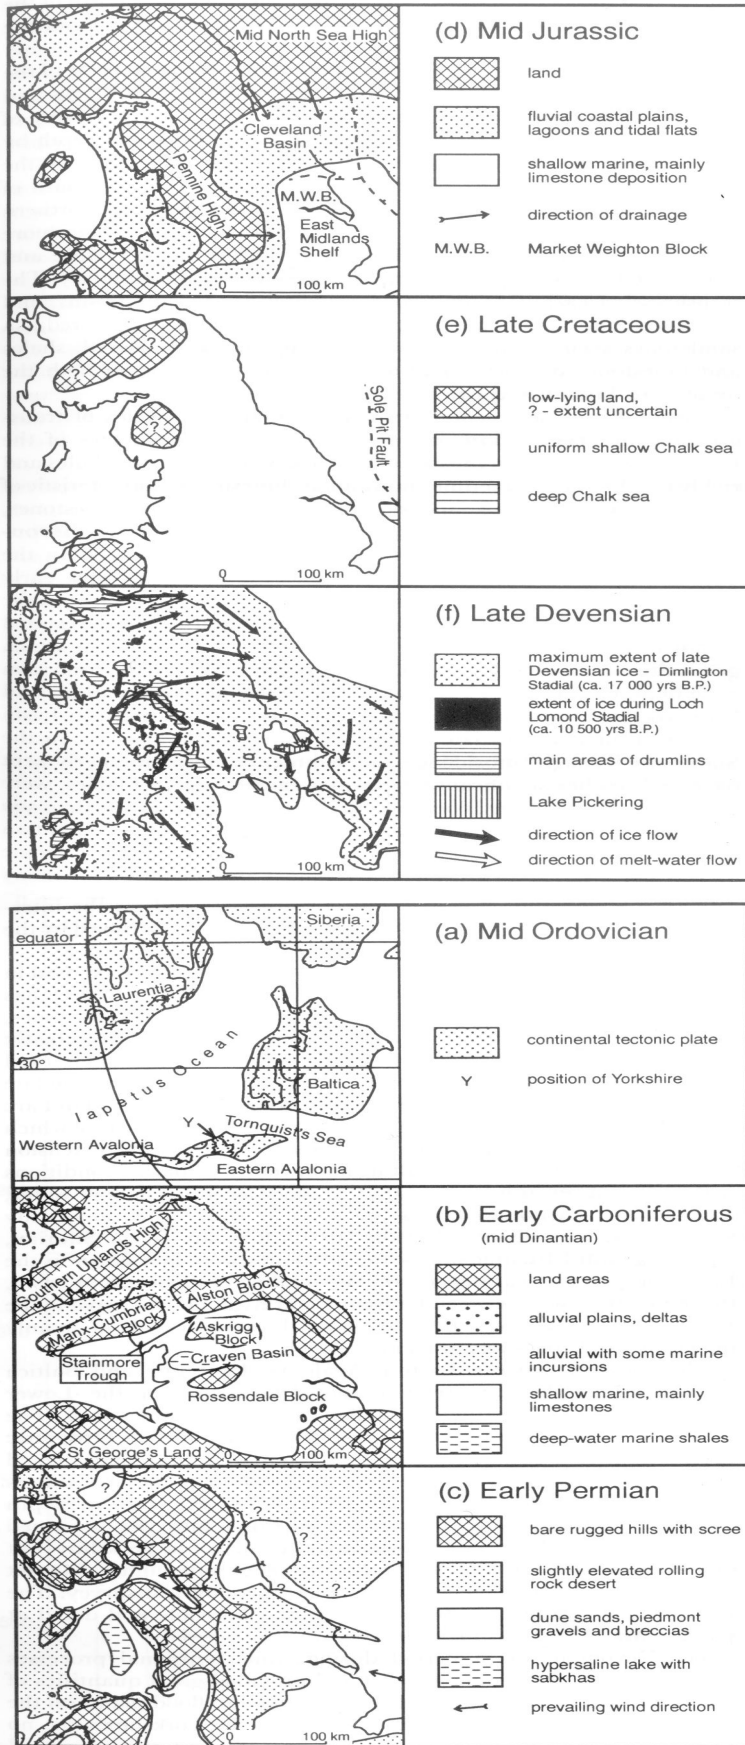 Mid North Sea High
Cleveland
Basin
Pennine High
M.W.B.
East
Midlands
Shelf
0 100 km
(d) Mid Jurassic
land
fluvial coastal plains,
lagoons and tidal flats
shallow marine, mainly
limestone deposition
direction of drainage
M.W.B. Market Weighton Block
?
?
?
?
?
Sole Pit Fault
0 100 km
(e) Late Cretaceous
low-lying land,
? - extent uncertain
uniform shallow Chalk sea
deep Chalk sea
0 100 km
(f) Late Devensian
maximum extent of late
Devensian ice - Dimlington
Stadial (ca. 17 000 yrs B.P.)
extent of ice during Loch
Lomond Stadial
(ca. 10 500 yrs B.P.)
main areas of drumlins
Lake Pickering
direction of ice flow
direction of melt-water flow
Siberia
equator
Laurentia
30°
Iapetus Ocean
Baltica
Y
Tornquist's Sea
Western Avalonia
Eastern Avalonia
60°
(a) Mid Ordovician
continental tectonic plate
Y position of Yorkshire
Southern Uplands High
Alston Block
Manx-Cumbria
Block
Askrigg
Block
Stainmore
Trough
Craven Basin
Rossendale Block
St George's Land
0 100 km
(b) Early Carboniferous
(mid Dinantian)
land areas
alluvial plains, deltas
alluvial with some marine
incursions
shallow marine, mainly
limestones
deep-water marine shales
?
?
?
?
?
0 100 km
(c) Early Permian
bare rugged hills with scree
slightly elevated rolling
rock desert
dune sands, piedmont
gravels and breccias
hypersaline lake with
sabkhas
prevailing wind direction